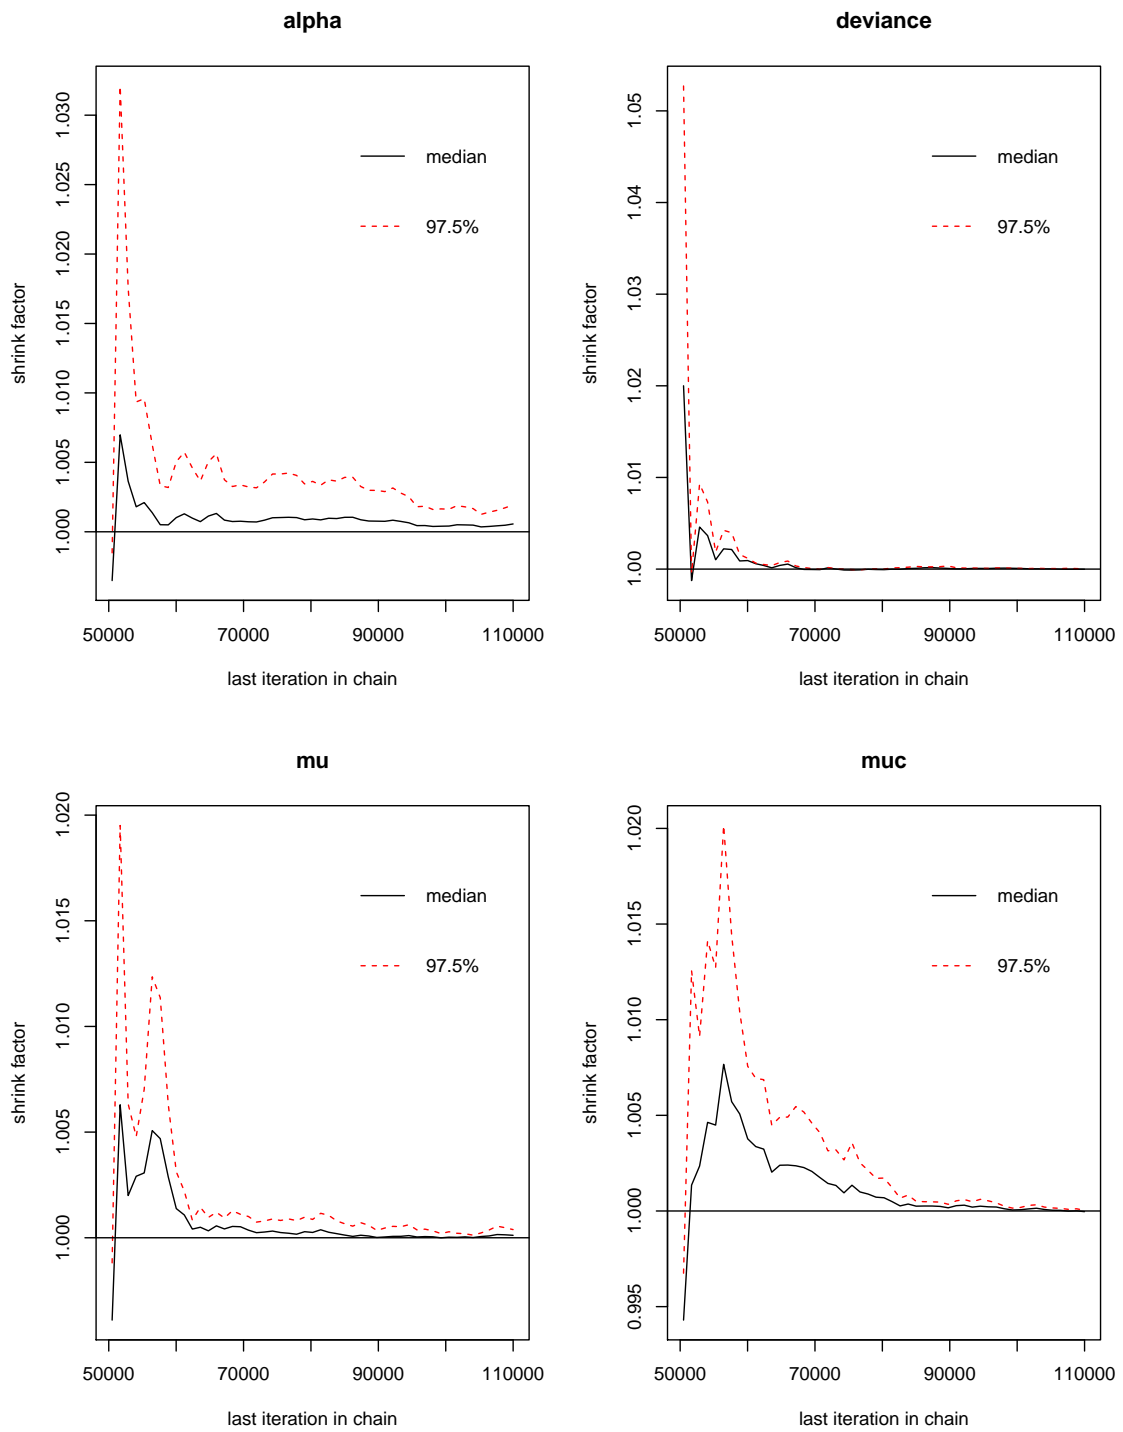 alpha
shrink factor
1.000 1.005 1.010 1.015 1.020 1.025 1.030
median
97.5%
50000 70000 90000 110000
last iteration in chain
deviance
shrink factor
1.00 1.01 1.02 1.03 1.04 1.05
median
97.5%
50000 70000 90000 110000
last iteration in chain
mu
shrink factor
1.000 1.005 1.010 1.015 1.020
median
97.5%
50000 70000 90000 110000
last iteration in chain
muc
shrink factor
0.995 1.000 1.005 1.010 1.015 1.020
median
97.5%
50000 70000 90000 110000
last iteration in chain